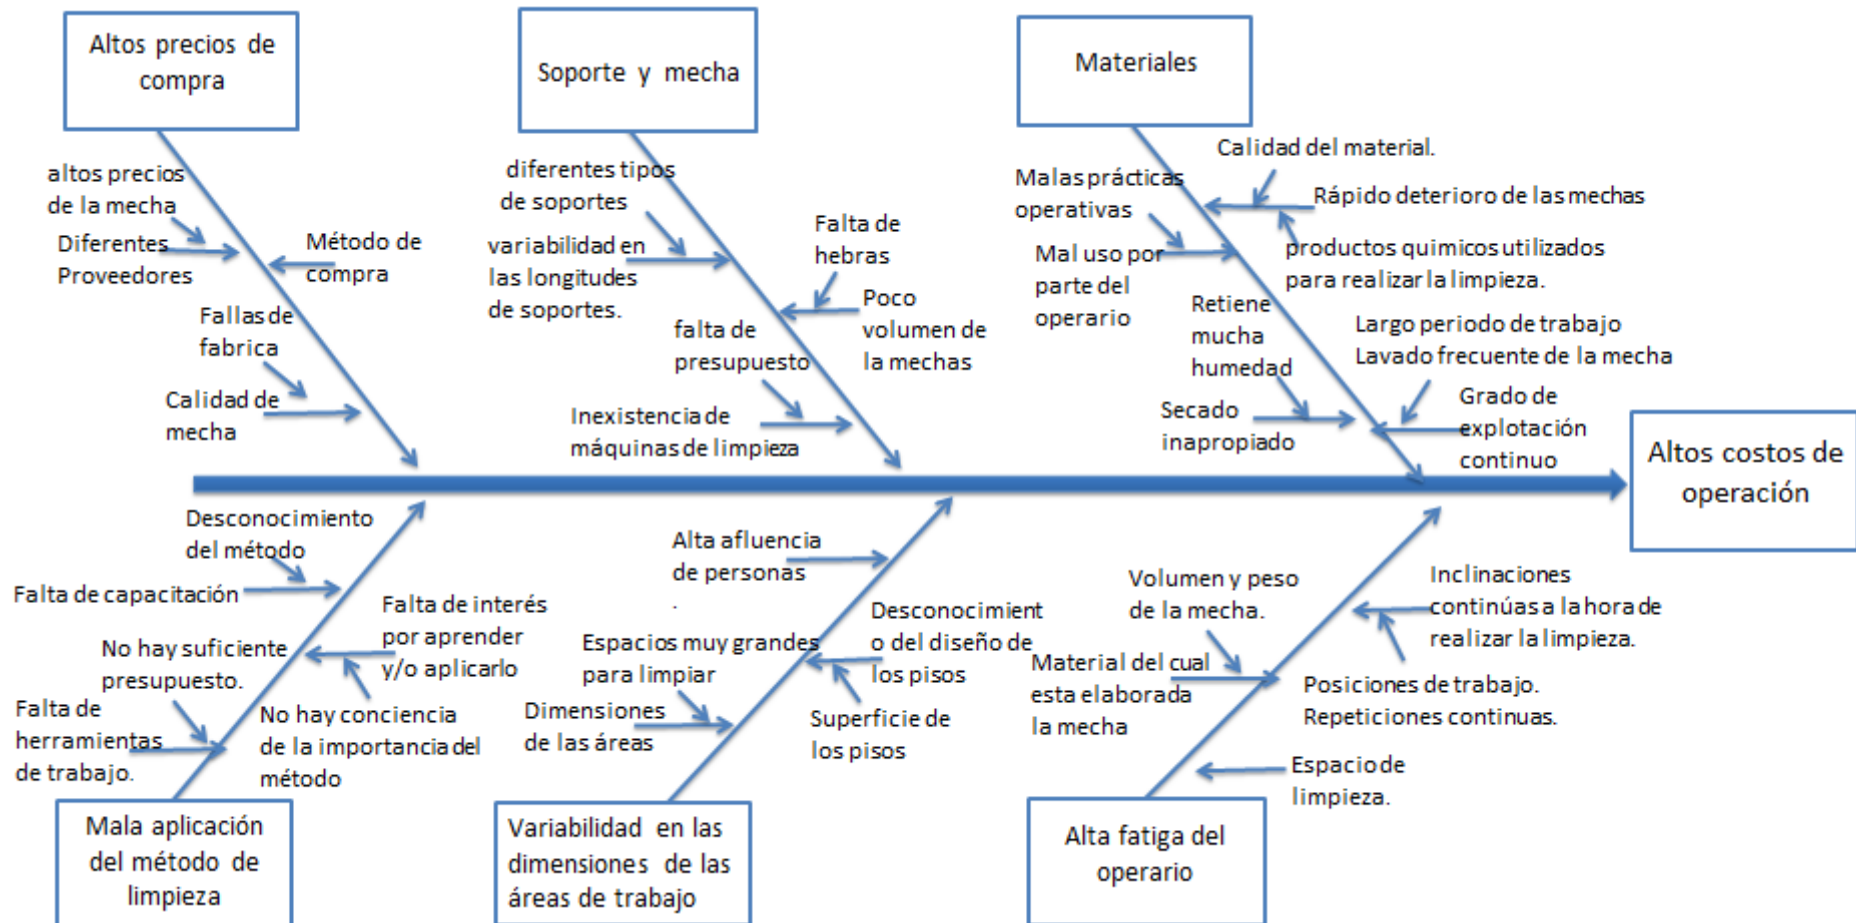 Altos precios de
compra
Soporte y mecha
Materiales
altos precios
de la mecha
Diferentes
Proveedores
Método de
compra
Fallas de
fabrica
Calidad de
mecha
diferentes tipos
de soportes
variabilidad en
las longitudes
de soportes.
Falta de
hebras
Poco
volumen de
la mechas
falta de
presupuesto
Inexistencia de
máquinas de limpieza
Calidad del material.
Malas prácticas
operativas
Rápido deterioro de las mechas
Mal uso por
parte del
operario
productos quimicos utilizados
para realizar la limpieza.
Retiene
mucha
humedad
Largo periodo de trabajo
Lavado frecuente de la mecha
Secado
inapropiado
Grado de
explotación
continuo
Altos costos de
operación
Desconocimiento
del método
Falta de capacitación
Falta de interés
por aprender
y/o aplicarlo
No hay suficiente
presupuesto.
Falta de
herramientas
de trabajo.
No hay conciencia
de la importancia del
método
Alta afluencia
de personas
.
Espacios muy grandes
para limpiar
Desconocimient
o del diseño de
los pisos
Dimensiones
de las áreas
Superficie de
los pisos
Volumen y peso
de la mecha.
Inclinaciones
continúas a la hora de
realizar la limpieza.
Material del cual
esta elaborada
la mecha
Posiciones de trabajo.
Repeticiones continuas.
Espacio de
limpieza.
Mala aplicación
del método de
limpieza
Variabilidad en las
dimensiones de las
áreas de trabajo
Alta fatiga del
operario